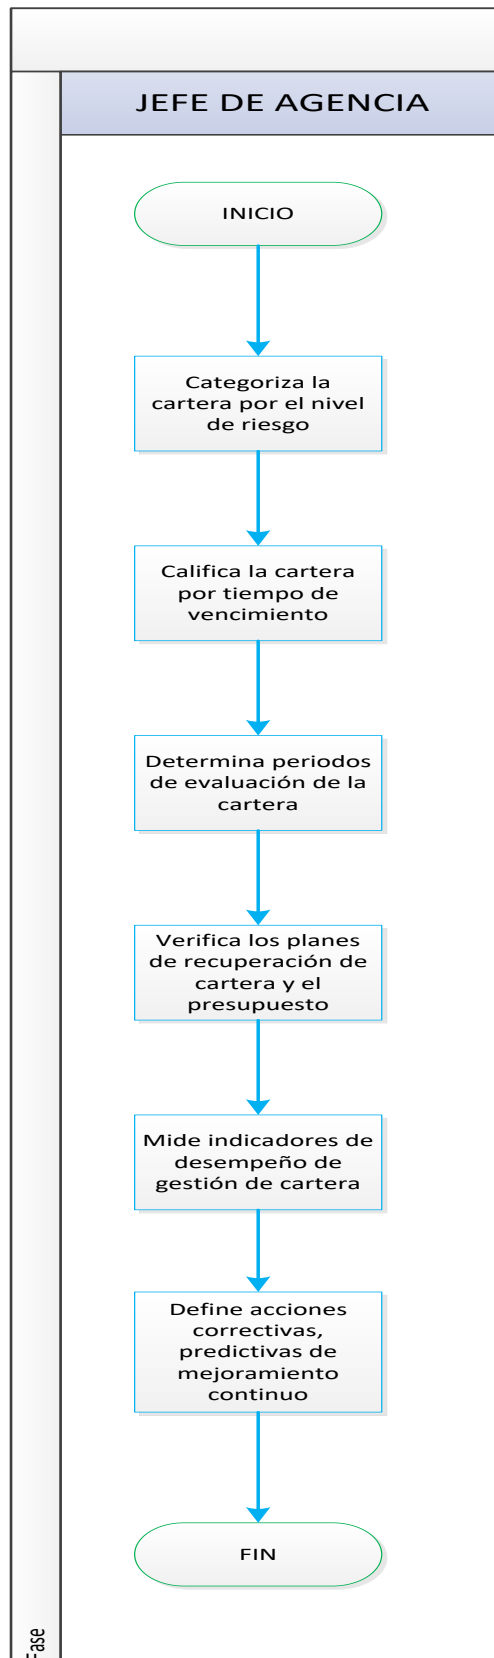 JEFE DE AGENCIA
INICIO
Categoriza la
cartera por el nivel
de riesgo
Califica la cartera
por tiempo de
vencimiento
Determina periodos
de evaluación de la
cartera
Verifica los planes
de recuperación de
cartera y el
presupuesto
Mide indicadores de
desempeño de
gestión de cartera
Define acciones
correctivas,
predictivas de
mejoramiento
continuo
FIN
Fase